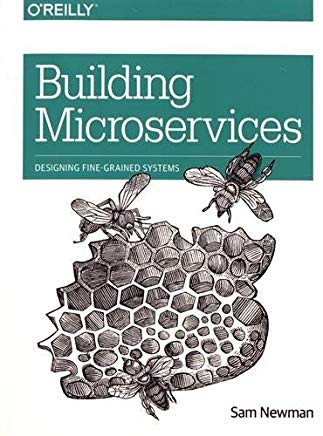 O'REILLY®
Building
Microservices
DESIGNING FINE-GRAINED SYSTEMS
Sam Newman